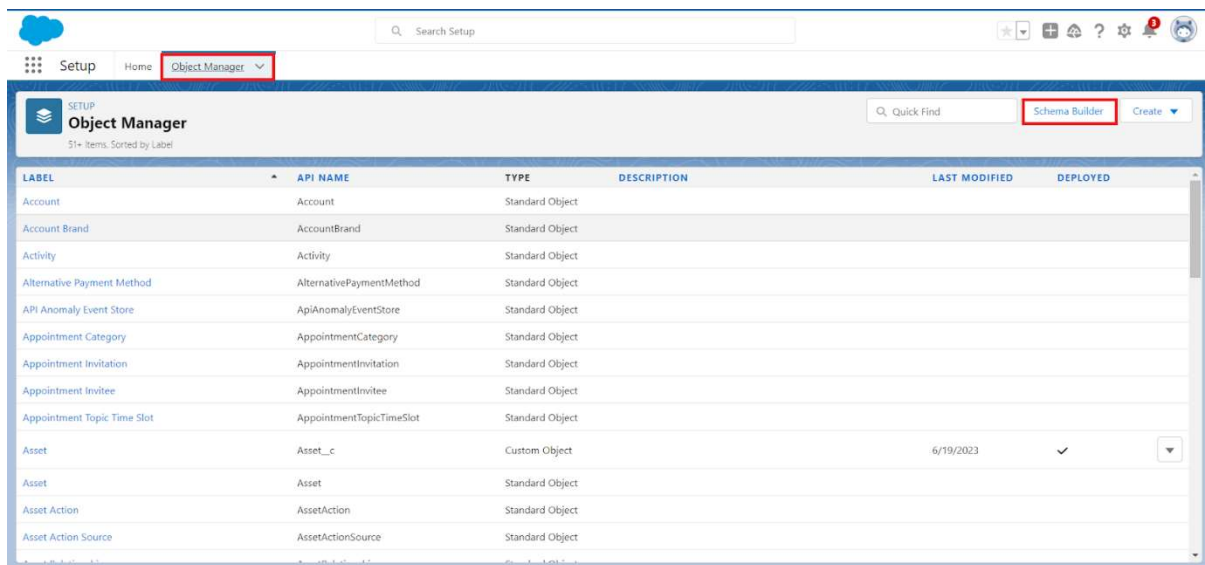 Search Setup
3
Setup Home Object Manager
SETUP
Object Manager
51+ Items, Sorted by Label
Quick Find
Schema Builder
Create
LABEL API NAME TYPE DESCRIPTION LAST MODIFIED DEPLOYED
Account Account Standard Object
Account Brand AccountBrand Standard Object
Activity Activity Standard Object
Alternative Payment Method AlternativePaymentMethod Standard Object
API Anomaly Event Store ApiAnomalyEventStore Standard Object
Appointment Category AppointmentCategory Standard Object
Appointment Invitation AppointmentInvitation Standard Object
Appointment Invitee AppointmentInvitee Standard Object
Appointment Topic Time Slot AppointmentTopicTimeSlot Standard Object
Asset Asset__c Custom Object 6/19/2023
Asset Asset Standard Object
Asset Action AssetAction Standard Object
Asset Action Source AssetActionSource Standard Object